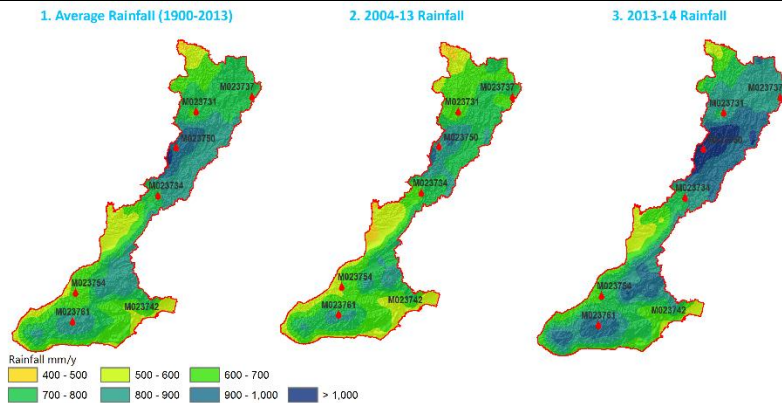 1. Average Rainfall (1900-2013)
2. 2004-13 Rainfall
3. 2013-14 Rainfall
M023737
M023731
M023750
M023734
M023754
M023742
M023761
M023737
M023731
M023750
M023734
M023754
M023742
M023761
M023737
M023731
M023734
M023754
M023742
M023761
Rainfall mm/y
400 - 500
500 - 600
600 - 700
700 - 800
800 - 900
900 - 1,000
> 1,000